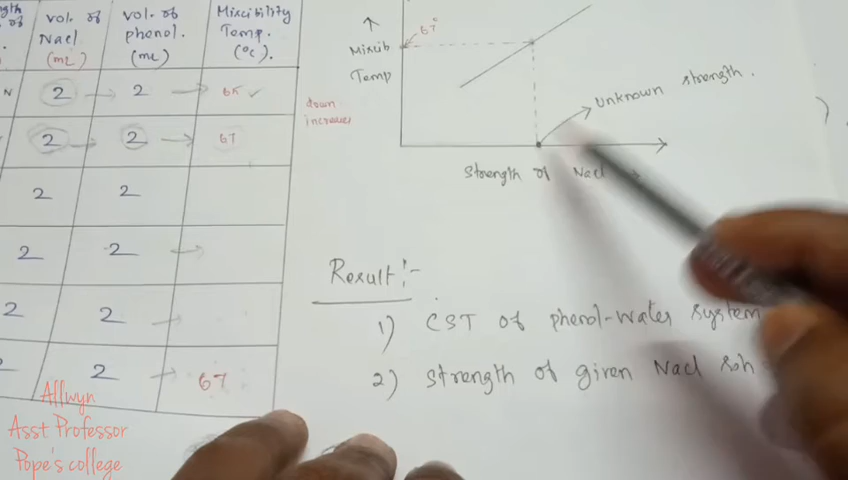 vol. of Nacl (mL)
vol. of phenol. (mL)
Miscibility Temp. (°C).
N 2 2 65
2 2 67
2 2
2 2
2 2
2 67
down increases
Miscib Temp
67°
Unknown strength.
Strength of Nacl
Result :-
1) CST of phenol-water system
2) Strength of given Nacl soln
Allwyn
Asst Professor
Pope's college